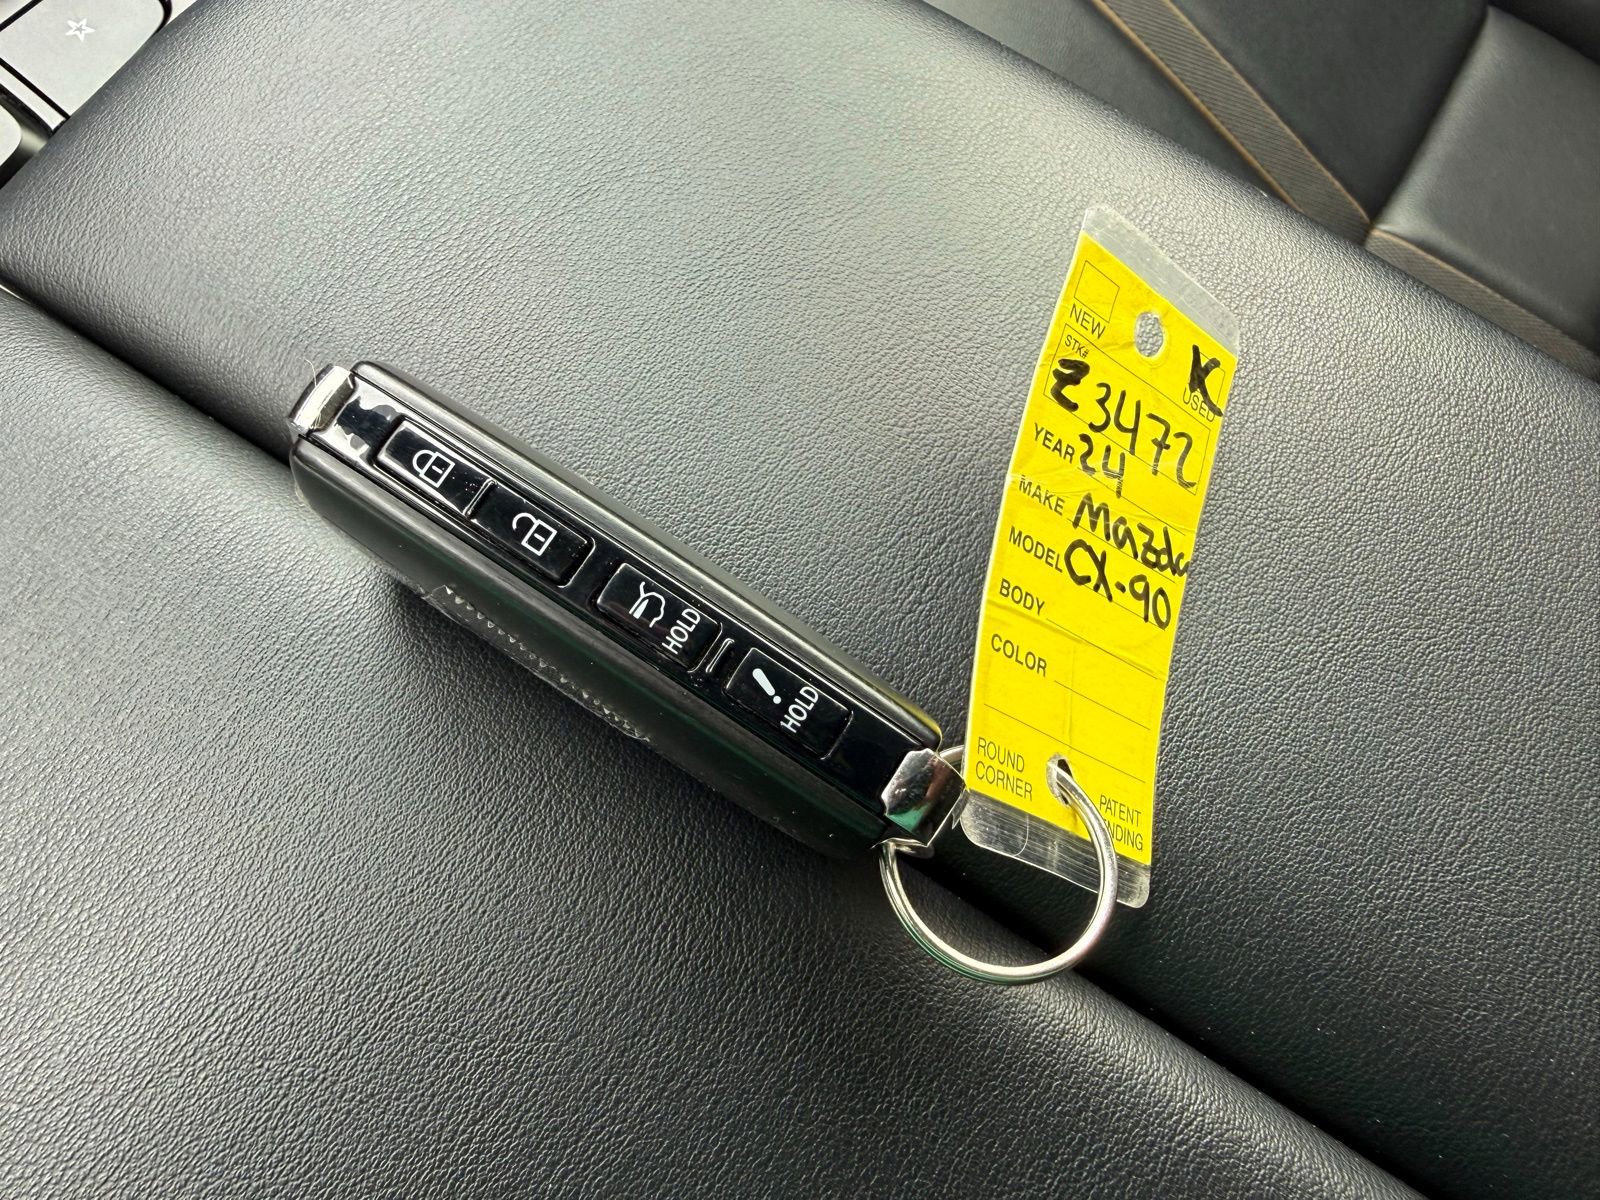 NEW
USED
STK#
Z3472
YEAR 24
MAKE Mazda
MODEL CX-90
BODY
COLOR
ROUND CORNER
PATENT
HOLD
HOLD